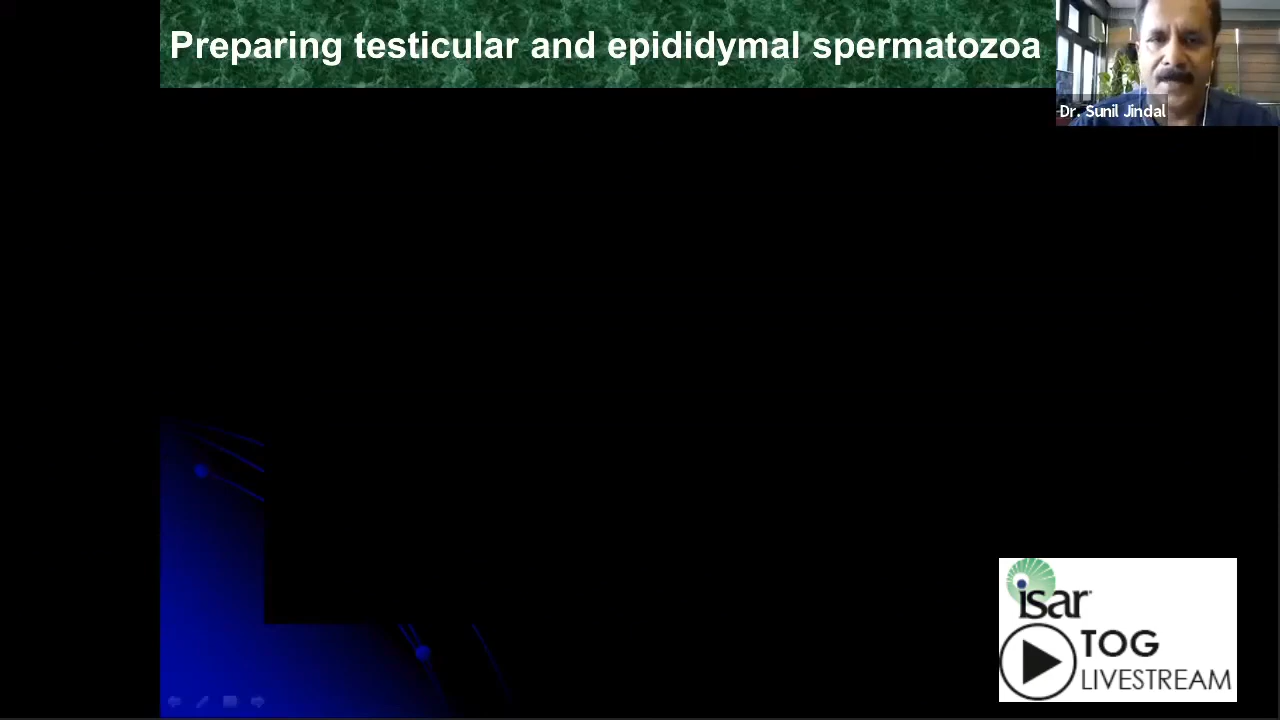 Preparing testicular and epididymal spermatozoa
Dr. Sunil Jindal
isar
TOG
LIVESTREAM